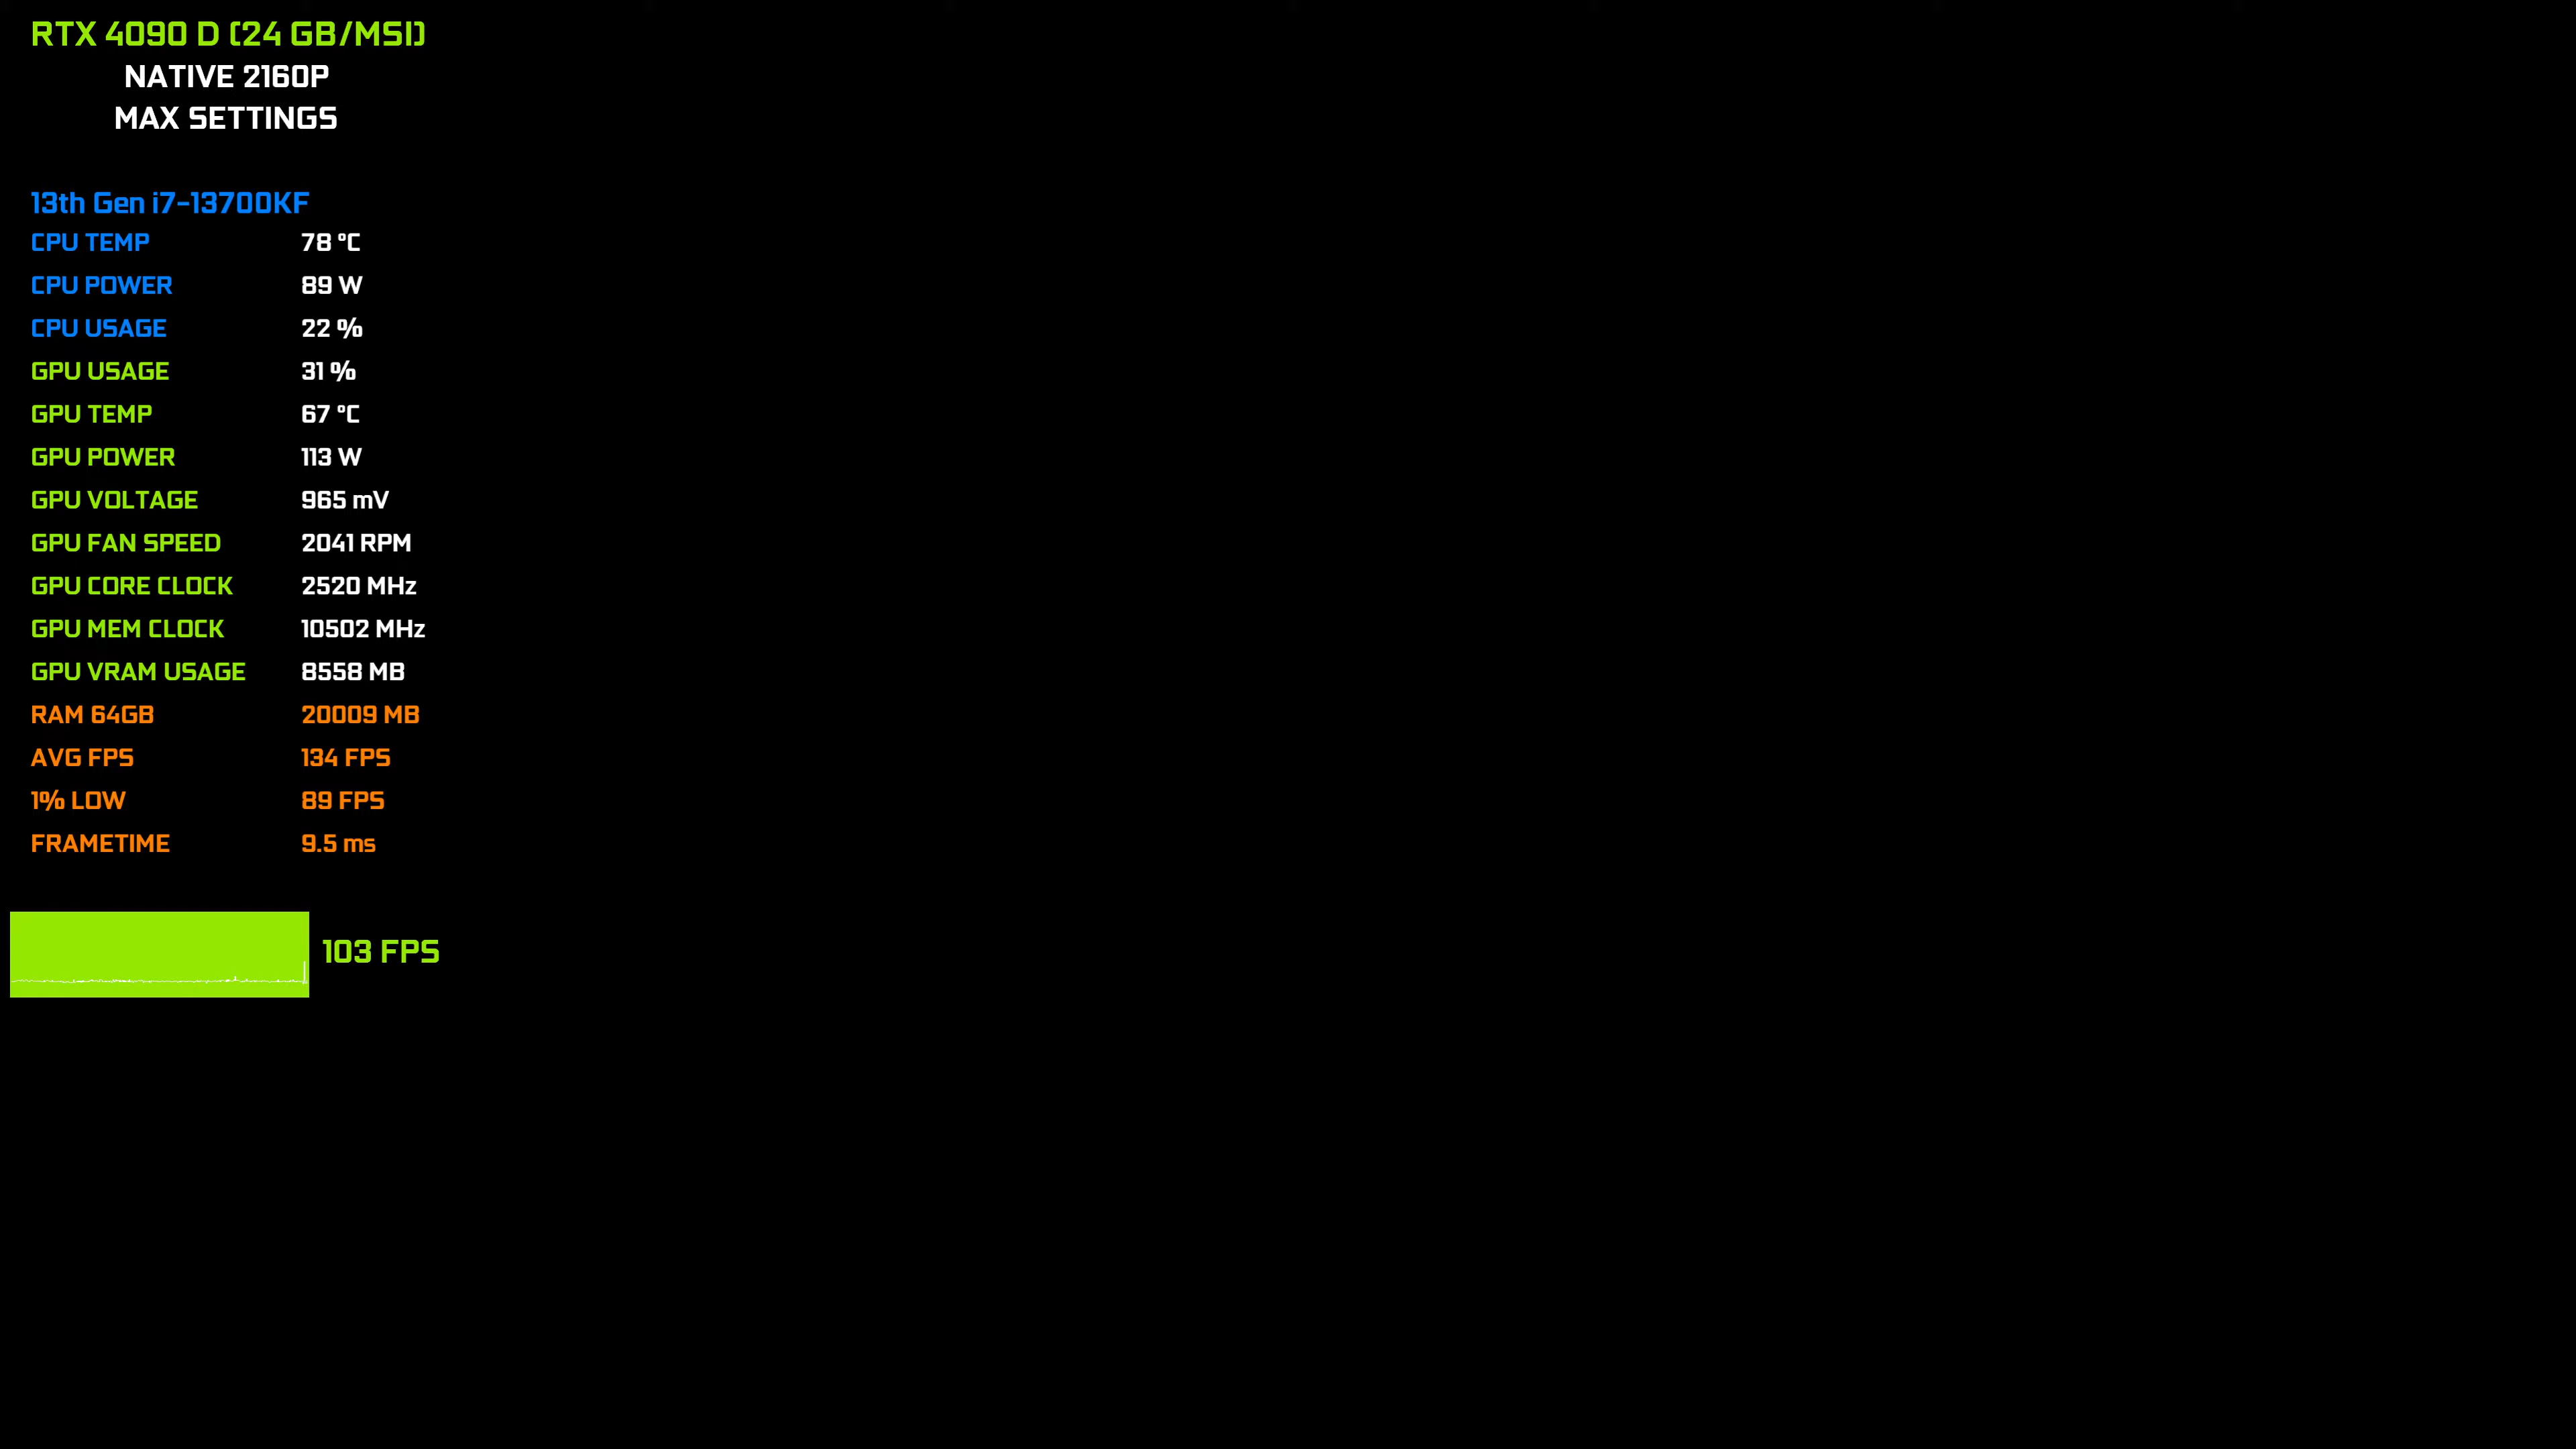 RTX 4090 D (24 GB/MSI)
NATIVE 2160P
MAX SETTINGS
13th Gen i7-13700KF
CPU TEMP 78 °C
CPU POWER 89 W
CPU USAGE 22 %
GPU USAGE 31 %
GPU TEMP 67 °C
GPU POWER 113 W
GPU VOLTAGE 965 mV
GPU FAN SPEED 2041 RPM
GPU CORE CLOCK 2520 MHz
GPU MEM CLOCK 10502 MHz
GPU VRAM USAGE 8558 MB
RAM 64GB 20009 MB
AVG FPS 134 FPS
1% LOW 89 FPS
FRAMETIME 9.5 ms
103 FPS